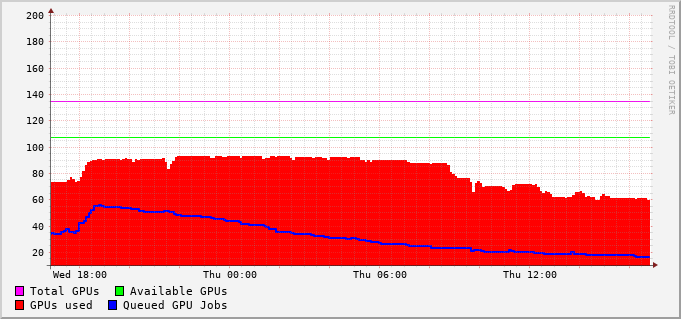 RRDTOOL / TOBI OETIKER
200
180
160
140
120
100
80
60
40
20
Wed 18:00 Thu 00:00 Thu 06:00 Thu 12:00
Total GPUs Available GPUs
GPUs used Queued GPU Jobs